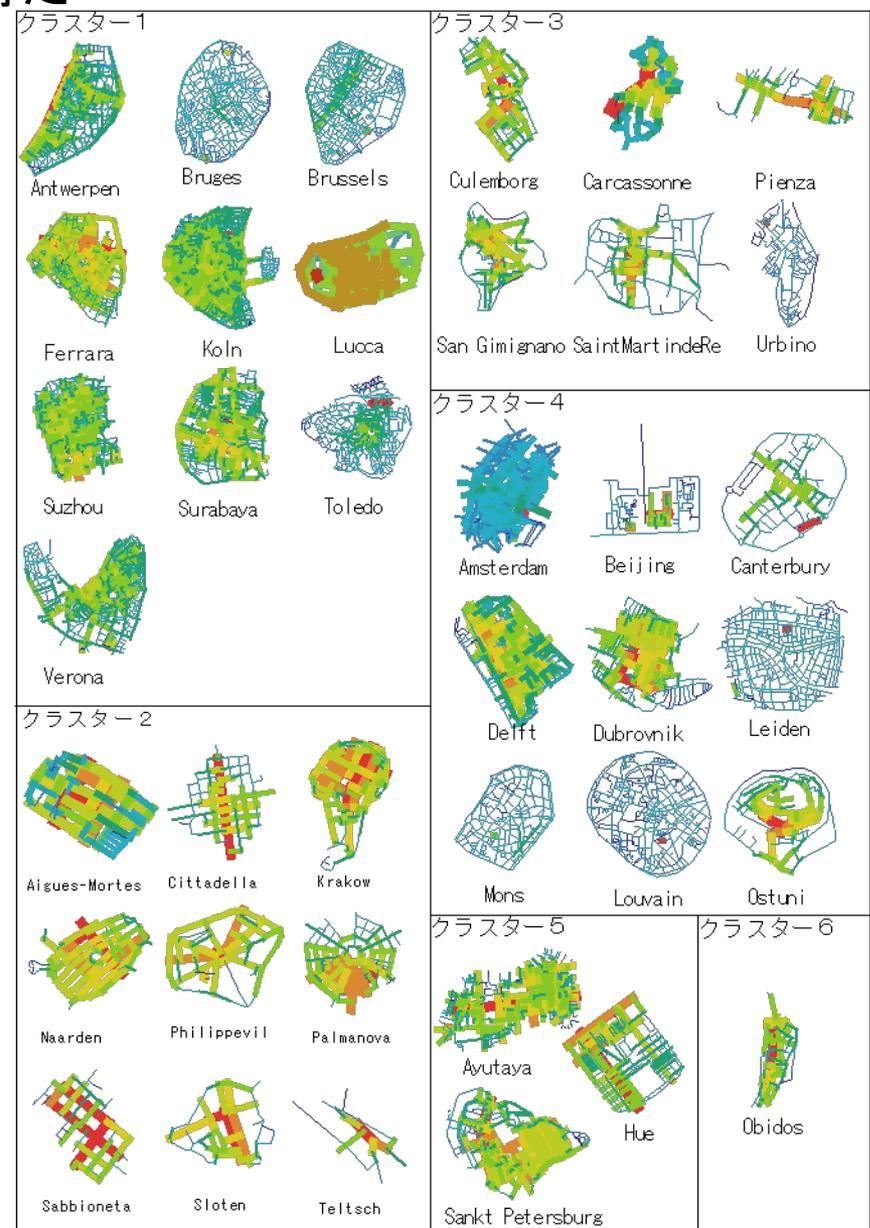 クラスター１
Antwerpen
Bruges
Brussels
Ferrara
Koln
Lucca
Suzhou
Surabaya
Toledo
Verona
クラスター２
Aigues-Mortes
Cittadella
Krakow
Naarden
Philippevil
Palmanova
Sabbioneta
Sloten
Teltsch
クラスター３
Culemborg
Carcassonne
Pienza
San Gimignano
SaintMartindeRe
Urbino
クラスター４
Amsterdam
Beijing
Canterbury
Delft
Dubrovnik
Leiden
Mons
Louvain
Ostuni
クラスター５
Ayutaya
Hue
Sankt Petersburg
クラスター６
Obidos